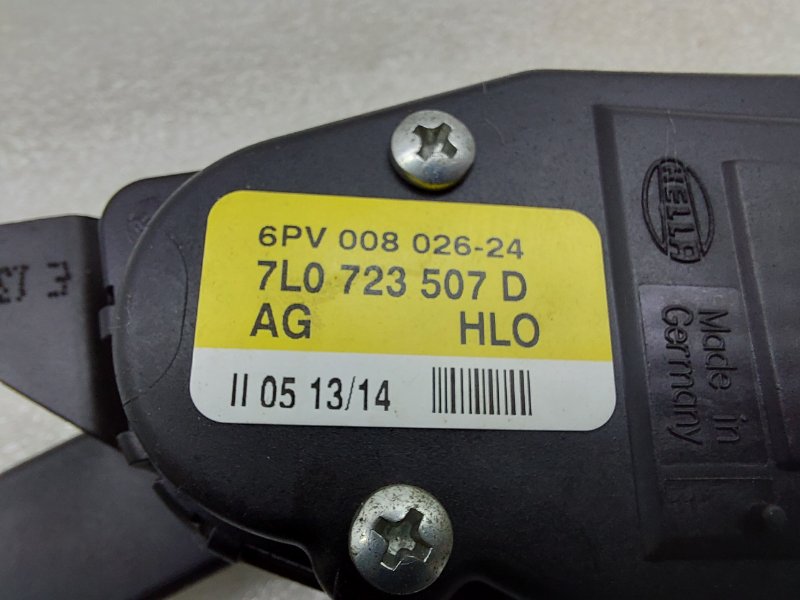 6PV 008 026-24
7L0 723 507 D
AG HLO
II 05 13/14
HELLA
Made in
Germany